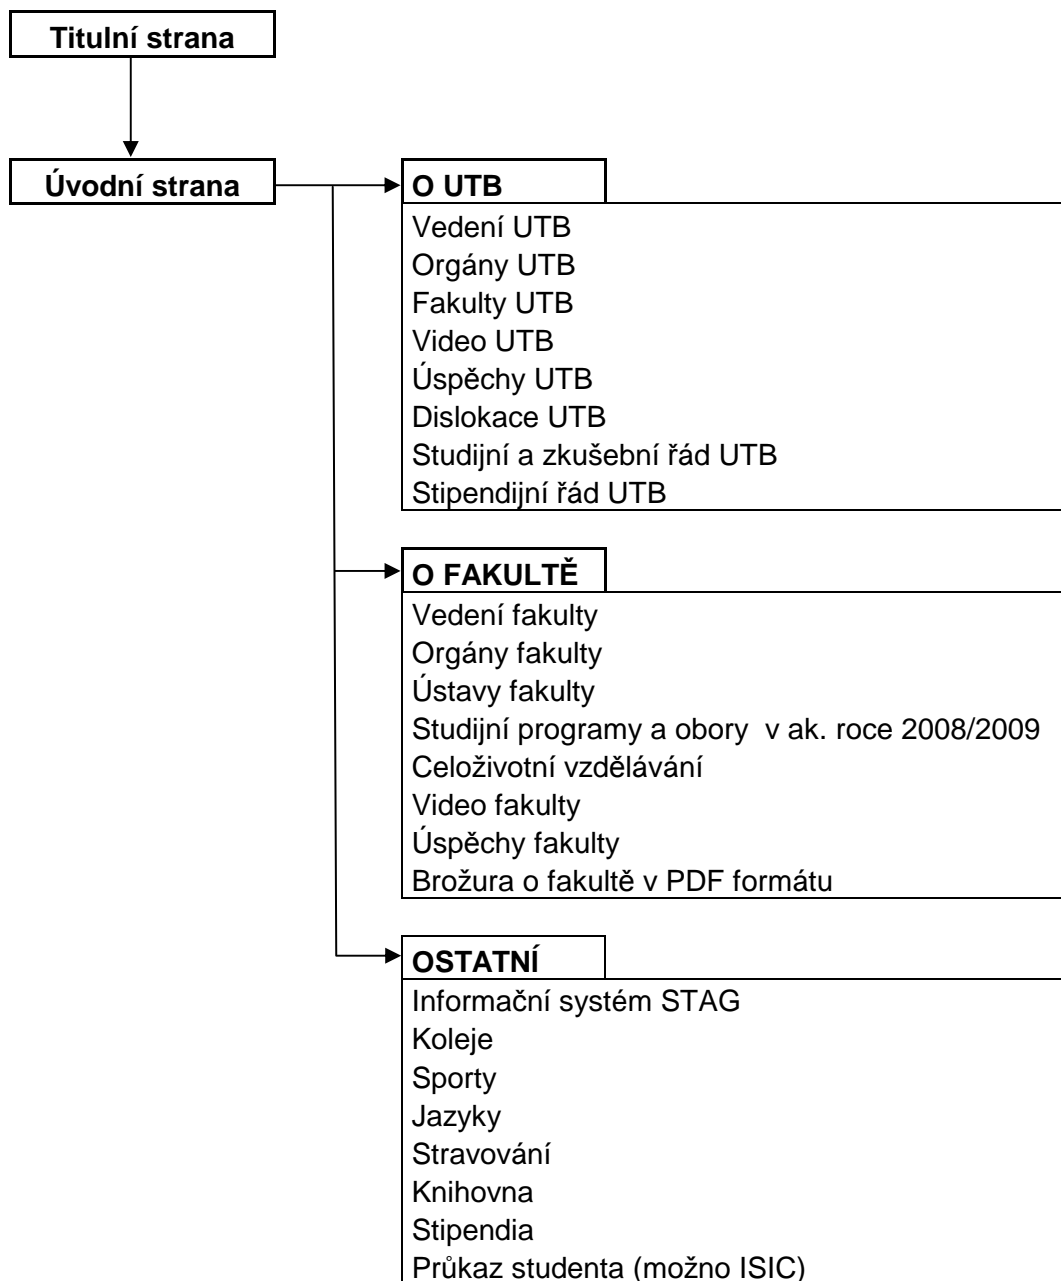 Titulní strana
Úvodní strana
O UTB
Vedení UTB
Orgány UTB
Fakulty UTB
Video UTB
Úspěchy UTB
Dislokace UTB
Studijní a zkušební řád UTB
Stipendijní řád UTB
O FAKULTĚ
Vedení fakulty
Orgány fakulty
Ústavy fakulty
Studijní programy a obory  v ak. roce 2008/2009
Celoživotní vzdělávání
Video fakulty
Úspěchy fakulty
Brožura o fakultě v PDF formátu
OSTATNÍ
Informační systém STAG
Koleje
Sporty
Jazyky
Stravování
Knihovna
Stipendia
Průkaz studenta (možno ISIC)